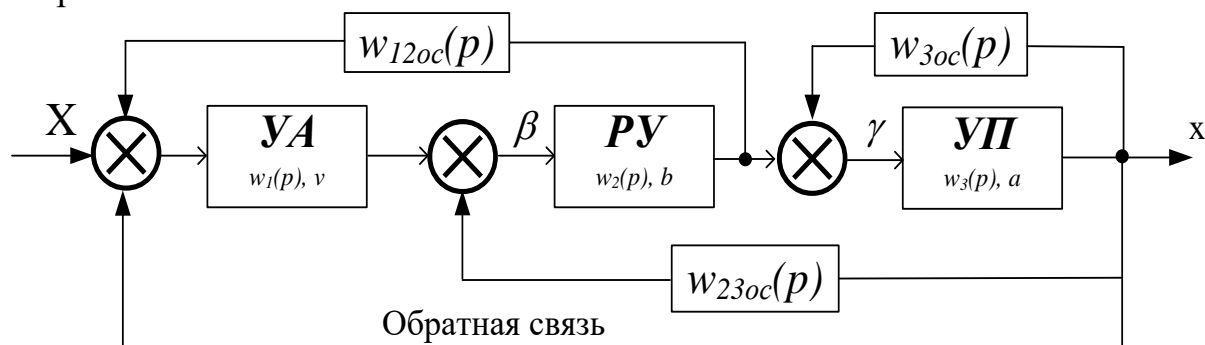 w12oc(p)
w3oc(p)
X
УА
w1(p), v
β
РУ
w2(p), b
γ
УП
w3(p), a
x
w23oc(p)
Обратная связь